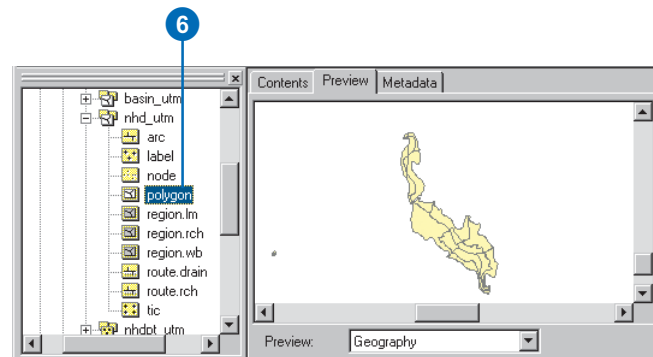 6
Contents Preview Metadata
basin_utm
nhd_utm
arc
label
node
polygon
region.lm
region.rch
region.wb
route.drain
route.rch
tic
nhdpt_utm
Preview: Geography